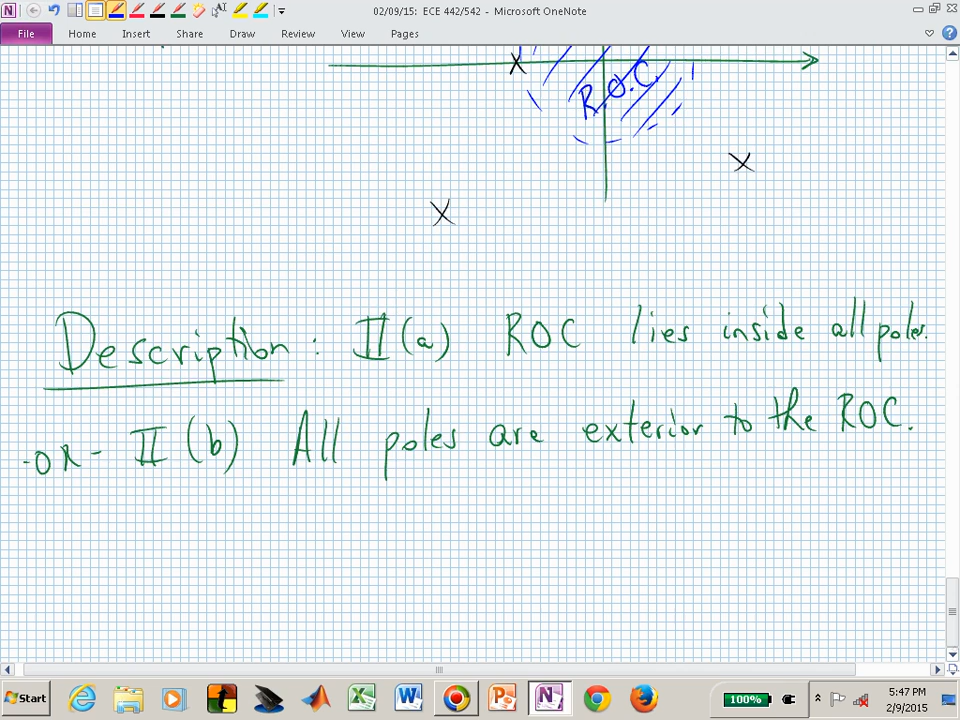 02/09/15: ECE 442/542 - Microsoft OneNote
File Home Insert Share Draw Review View Pages
R.O.C.
Description: II(a) ROC lies inside all poles.
-OR- II (b) All poles are exterior to the ROC.
Start
100%
5:47 PM
2/9/2015